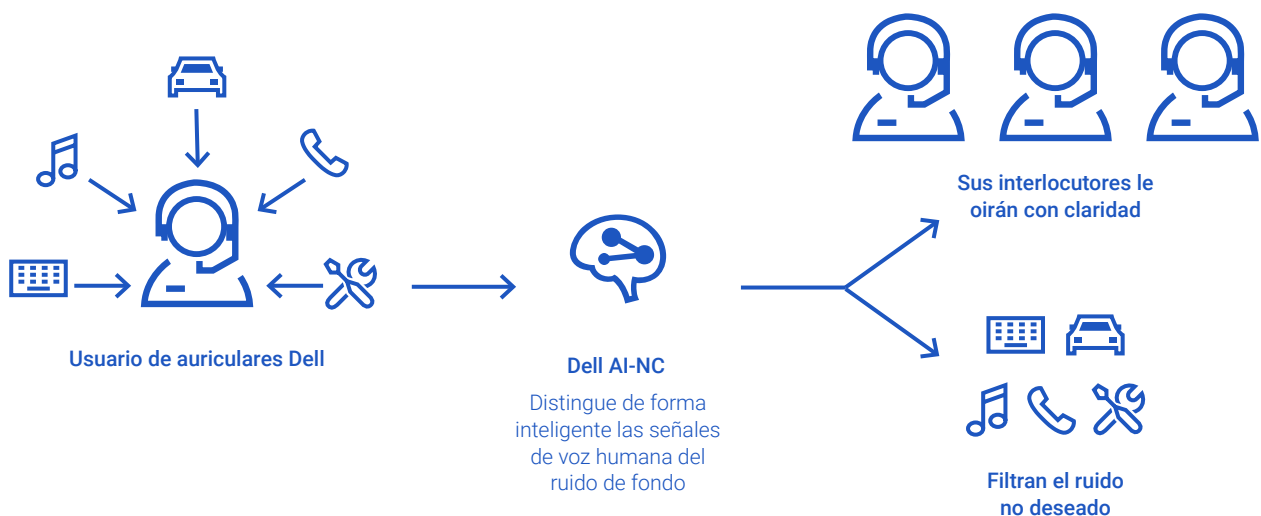 Usuario de auriculares Dell
Dell AI-NC
Distingue de forma
inteligente las señales
de voz humana del
ruido de fondo
Sus interlocutores le
oirán con claridad
Filtran el ruido
no deseado